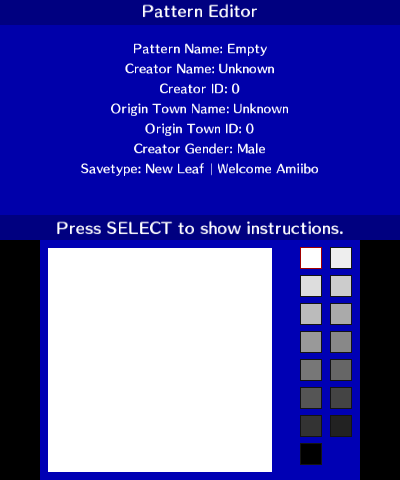 Pattern Editor
Pattern Name: Empty
Creator Name: Unknown
Creator ID: 0
Origin Town Name: Unknown
Origin Town ID: 0
Creator Gender: Male
Savetype: New Leaf | Welcome Amiibo
Press SELECT to show instructions.